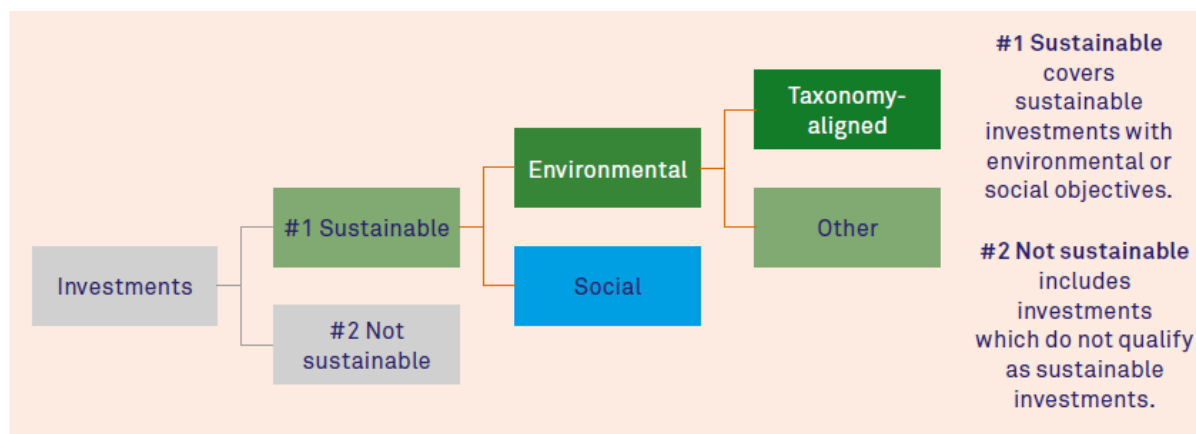 Investments
#1 Sustainable
#2 Not
sustainable
Environmental
Social
Taxonomy-
aligned
Other
#1 Sustainable
covers
sustainable
investments with
environmental or
social objectives.
#2 Not sustainable
includes
investments
which do not qualify
as sustainable
investments.